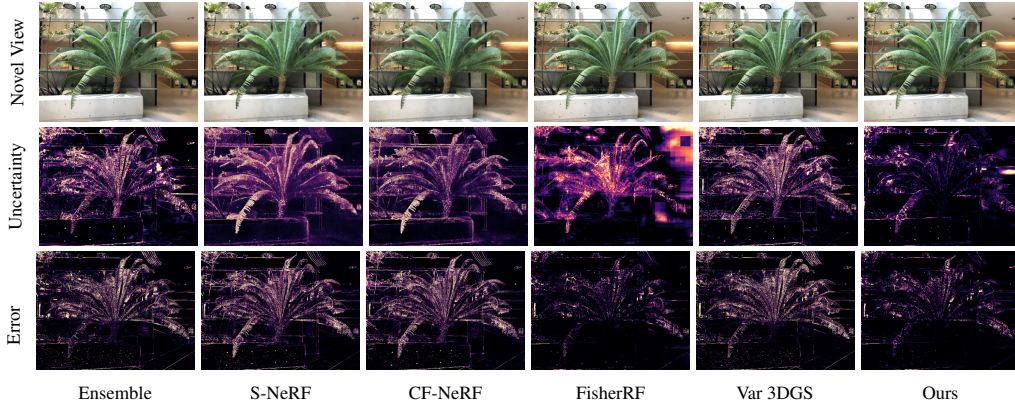 Novel View
Uncertainty
Error
Ensemble S-NeRF CF-NeRF FisherRF Var 3DGS Ours